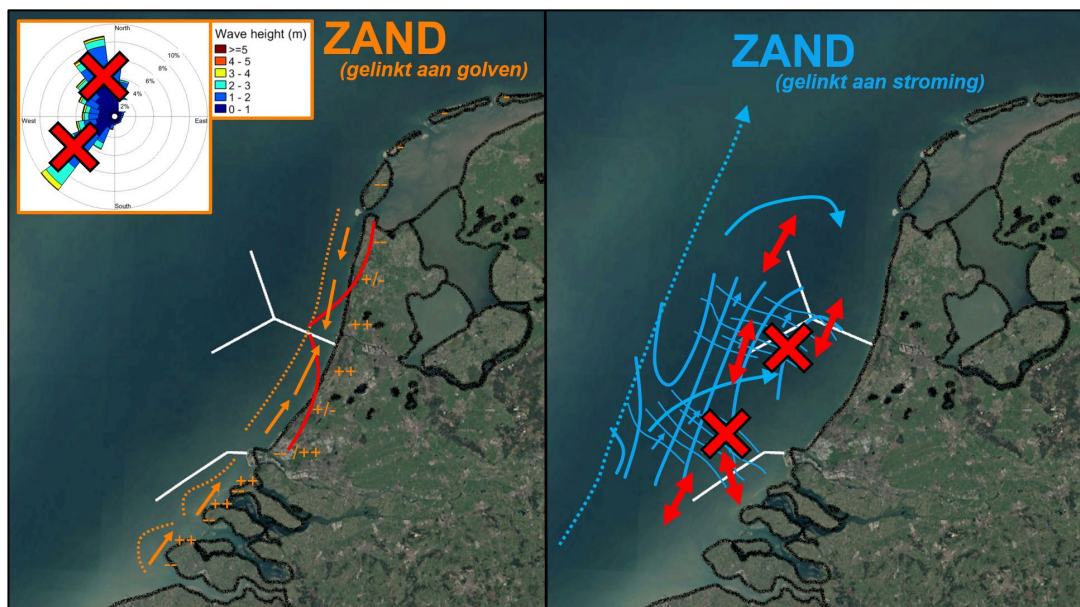 North
10%
8%
6%
4%
2%
West
East
South
Wave height (m)
>=5
4 - 5
3 - 4
2 - 3
1 - 2
0 - 1
ZAND
(gelinkt aan golven)
-
-
-
--
--
+/-
++
++
+/-
-- /++
++
--
++
--
++
--
ZAND
(gelinkt aan stroming)